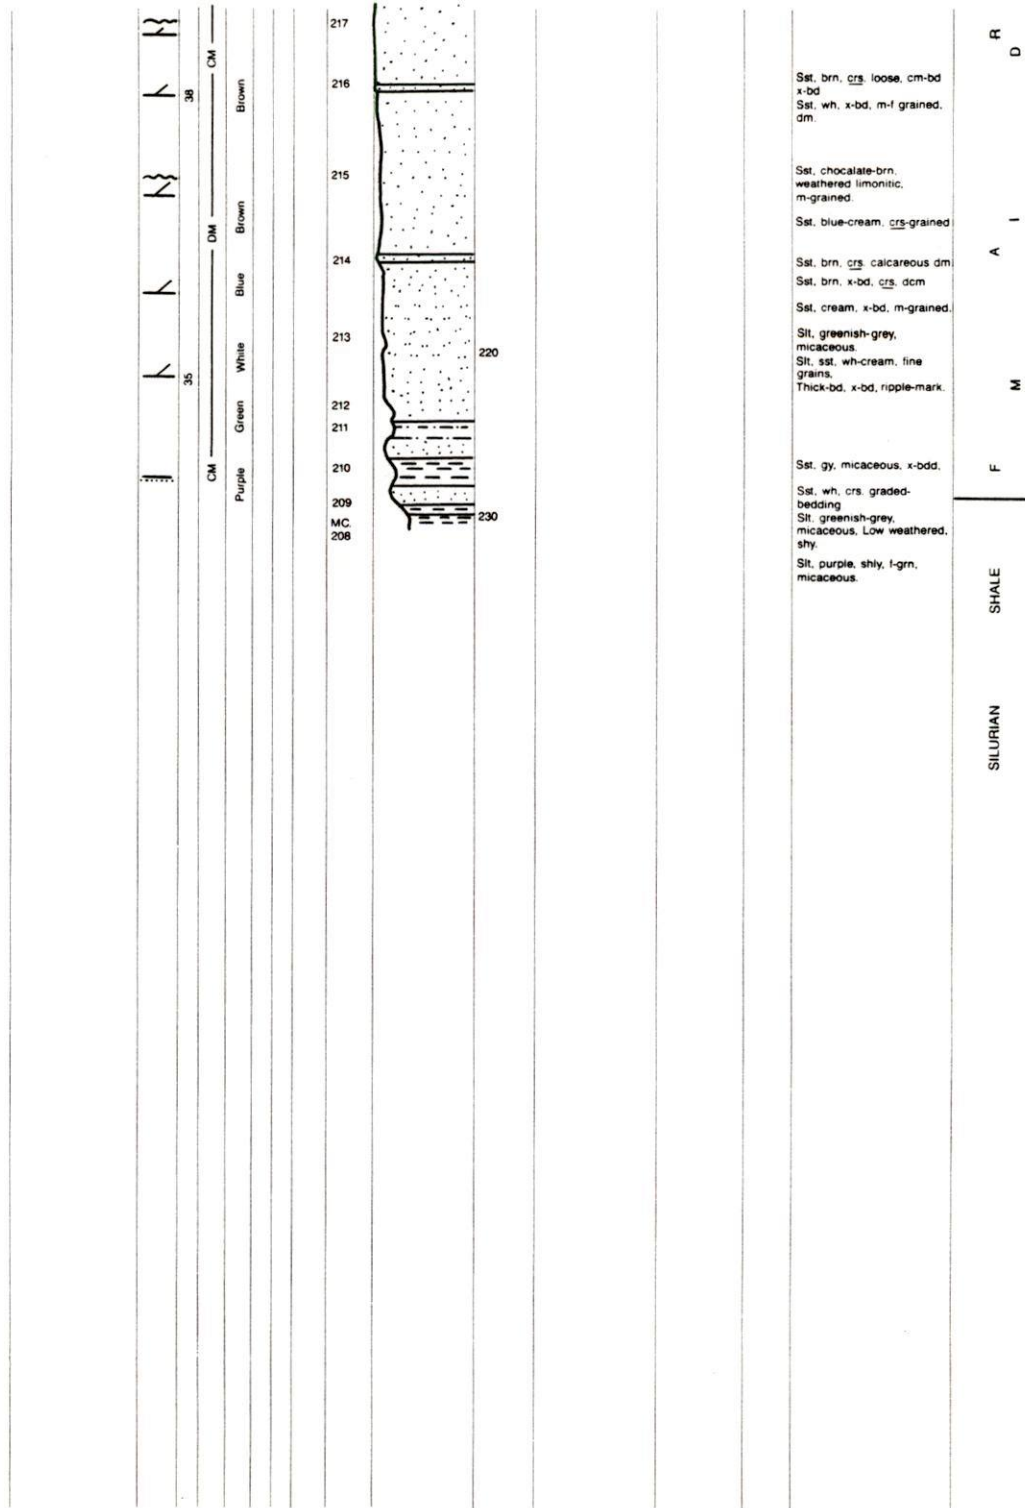 217
216
215
214
213
212
211
210
209
MC.
208
220
230
38
35
CM
DM
CM
Brown
Brown
Blue
White
Green
Purple
Sst, brn, crs. loose, cm-bd
x-bd
Sst, wh, x-bd, m-f grained,
dm.
Sst, chocalate-brn,
weathered limonitic,
m-grained.
Sst, blue-cream, crs-grained
Sst, brn, crs. calcareous dm
Sst, brn, x-bd, crs. dcm
Sst, cream, x-bd, m-grained.
Slt, greenish-grey,
micaceous.
Slt, sst, wh-cream, fine
grains,
Thick-bd, x-bd, ripple-mark.
Sst, gy, micaceous, x-bdd,
Sst, wh, crs. graded-
bedding
Slt, greenish-grey,
micaceous, Low weathered,
shy.
Slt, purple, shly, f-grn,
micaceous.
F M A I R D
SILURIAN SHALE